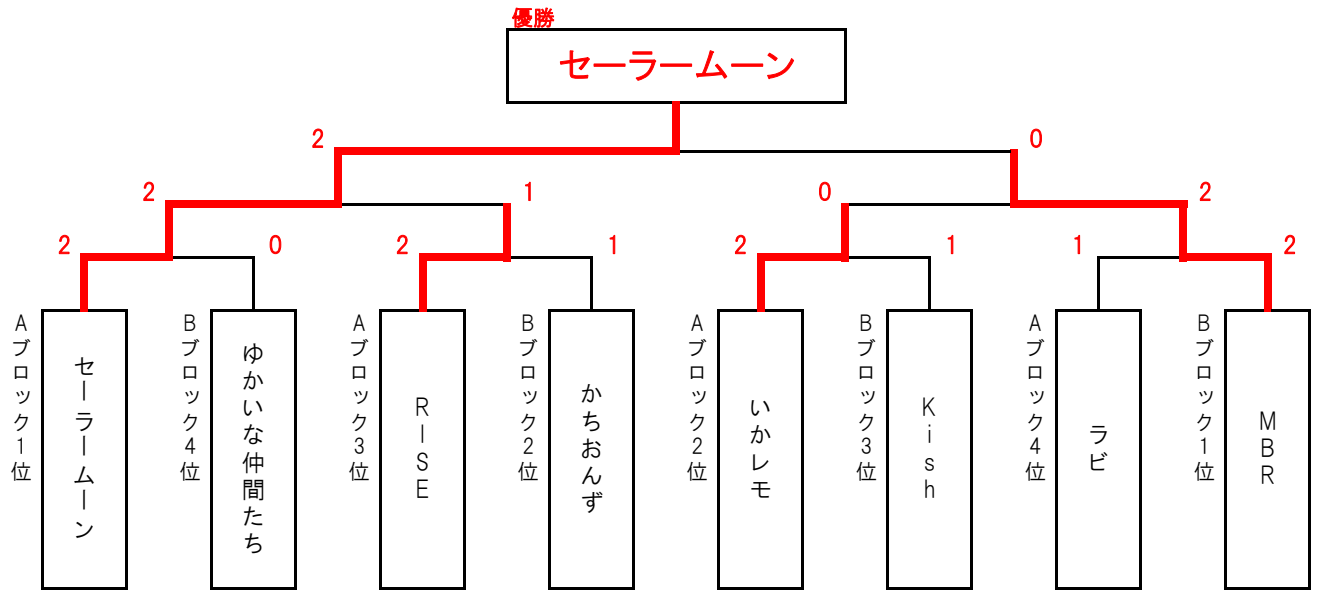 優勝
セーラームーン
2
0
2
1
0
2
2
0
2
1
2
1
1
2
Aブロック1位
セーラームーン
Bブロック4位
ゆかいな仲間たち
Aブロック3位
RISE
Bブロック2位
かちおんず
Aブロック2位
いかレモ
Bブロック3位
Kish
Aブロック4位
ラビ
Bブロック1位
MBR